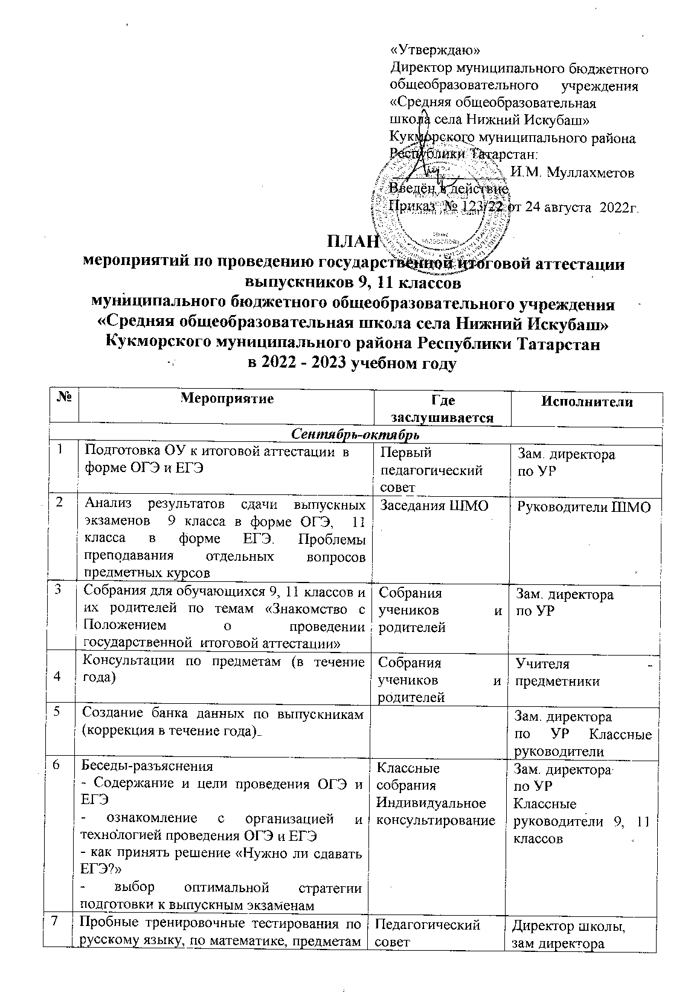 «Утверждаю»
Директор муниципального бюджетного
общеобразовательного учреждения
«Средняя общеобразовательная
школа села Нижний Искубаш»
Кукморского муниципального района
Республики Татарстан:
И.М. Муллахметов
Введён в действие
Приказ № 123/22 от 24 августа 2022г.
ПЛАН
мероприятий по проведению государственной итоговой аттестации
выпускников 9, 11 классов
муниципального бюджетного общеобразовательного учреждения
«Средняя общеобразовательная школа села Нижний Искубаш»
Кукморского муниципального района Республики Татарстан
в 2022 - 2023 учебном году
№ Мероприятие Где Исполнители
заслушивается
Сентябрь-октябрь
1 Подготовка ОУ к итоговой аттестации в Первый Зам. директора
форме ОГЭ и ЕГЭ педагогический по УР
совет
2 Анализ результатов сдачи выпускных Заседания ШМО Руководители ШМО
экзаменов 9 класса в форме ОГЭ, 11
класса в форме ЕГЭ. Проблемы
преподавания отдельных вопросов
предметных курсов
3 Собрания для обучающихся 9, 11 классов и Собрания Зам. директора
их родителей по темам «Знакомство с учеников и по УР
Положением о проведении родителей
государственной итоговой аттестации»
Консультации по предметам (в течение Собрания Учителя -
4 года) учеников и предметники
родителей
5 Создание банка данных по выпускникам Зам. директора
(коррекция в течение года) по УР Классные
руководители
6 Беседы-разъяснения Классные Зам. директора
- Содержание и цели проведения ОГЭ и собрания по УР
ЕГЭ Индивидуальное Классные
- ознакомление с организацией и консультирование руководители 9, 11
технологией проведения ОГЭ и ЕГЭ классов
- как принять решение «Нужно ли сдавать
ЕГЭ?»
- выбор оптимальной стратегии
подготовки к выпускным экзаменам
7 Пробные тренировочные тестирования по Педагогический Директор школы,
русскому языку, по математике, предметам совет зам директора